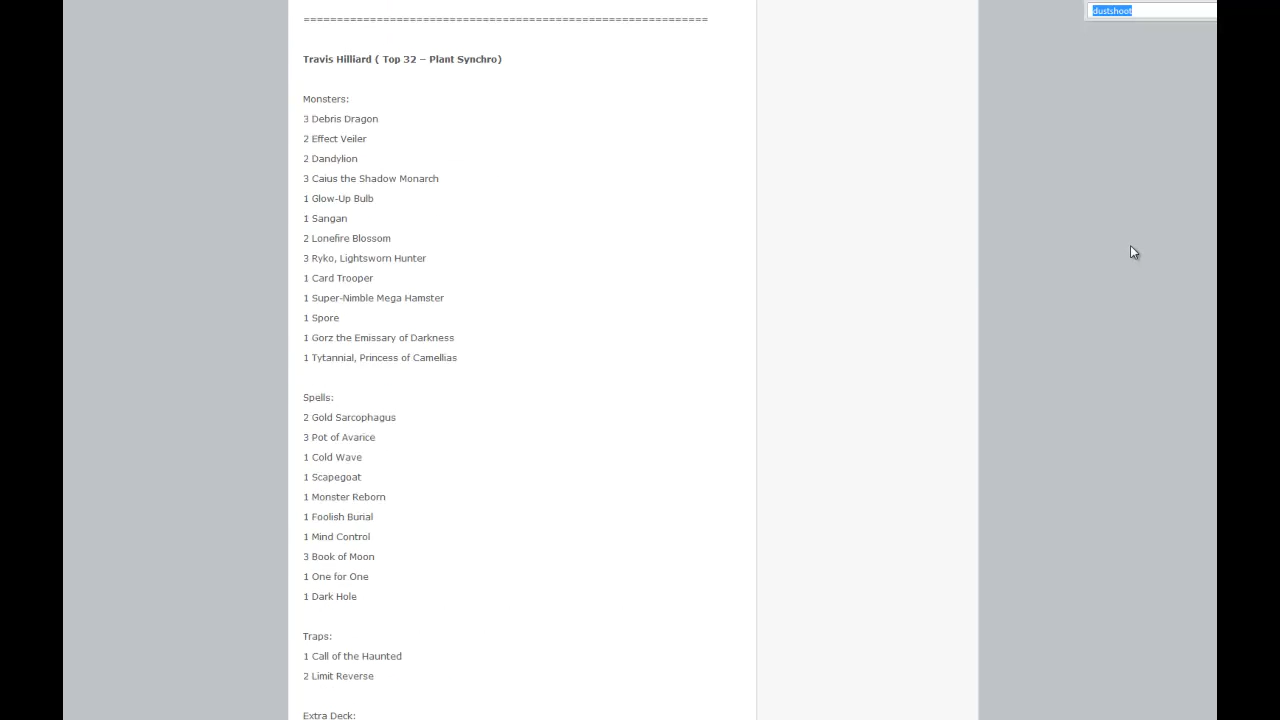 dustshoot
============================================================
Travis Hilliard ( Top 32 – Plant Synchro)
Monsters:
3 Debris Dragon
2 Effect Veiler
2 Dandylion
3 Caius the Shadow Monarch
1 Glow-Up Bulb
1 Sangan
2 Lonefire Blossom
3 Ryko, Lightsworn Hunter
1 Card Trooper
1 Super-Nimble Mega Hamster
1 Spore
1 Gorz the Emissary of Darkness
1 Tytannial, Princess of Camellias
Spells:
2 Gold Sarcophagus
3 Pot of Avarice
1 Cold Wave
1 Scapegoat
1 Monster Reborn
1 Foolish Burial
1 Mind Control
3 Book of Moon
1 One for One
1 Dark Hole
Traps:
1 Call of the Haunted
2 Limit Reverse
Extra Deck: